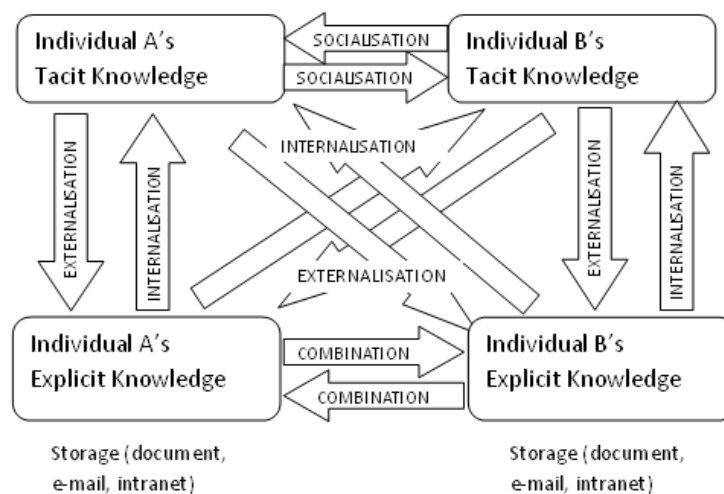 Individual A's
Tacit Knowledge
SOCIALISATION
SOCIALISATION
Individual B's
Tacit Knowledge
EXTERNALISATION
INTERNALISATION
INTERNALISATION
EXTERNALISATION
EXTERNALISATION
INTERNALISATION
Individual A's
Explicit Knowledge
COMBINATION
COMBINATION
Individual B's
Explicit Knowledge
Storage (document,
e-mail, intranet)
Storage (document,
e-mail, intranet)